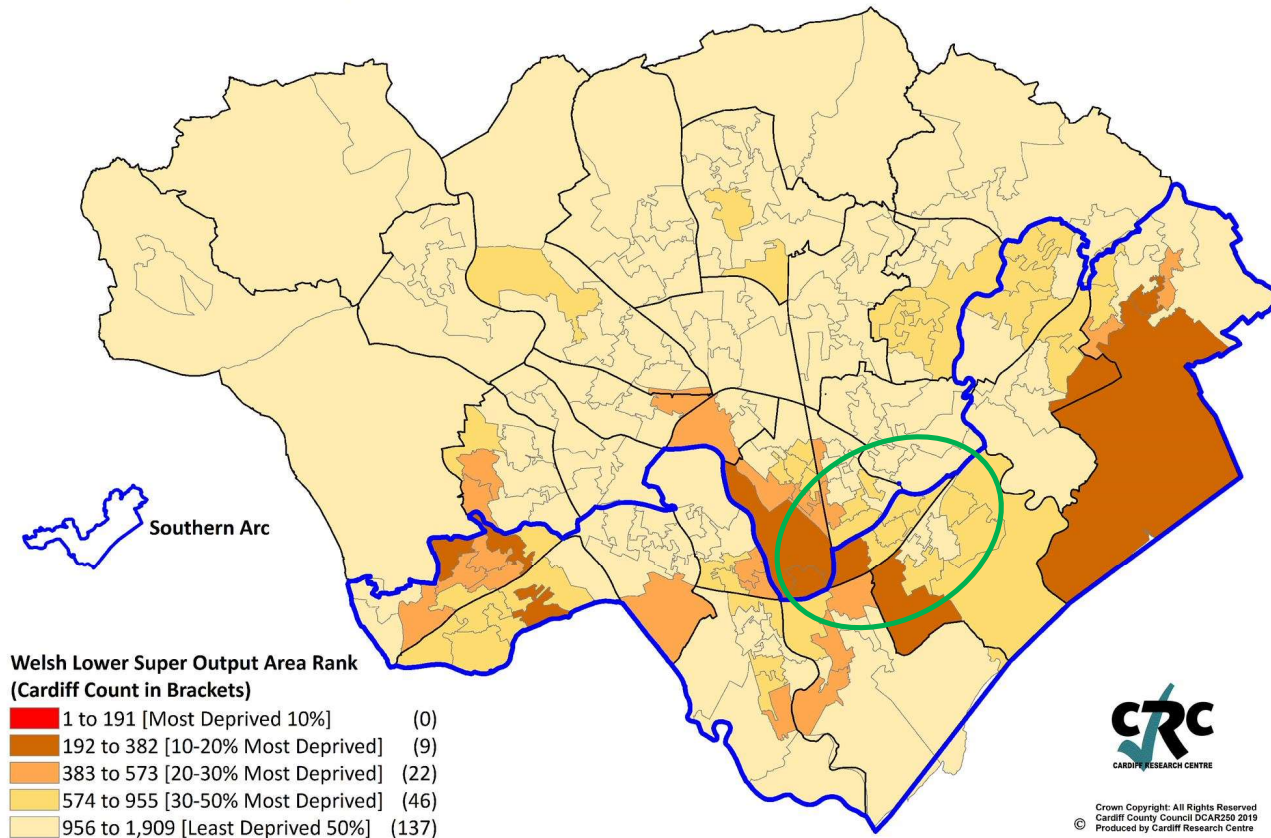 Southern Arc
Welsh Lower Super Output Area Rank
(Cardiff Count in Brackets)
1 to 191 [Most Deprived 10%] (0)
192 to 382 [10-20% Most Deprived] (9)
383 to 573 [20-30% Most Deprived] (22)
574 to 955 [30-50% Most Deprived] (46)
956 to 1,909 [Least Deprived 50%] (137)
CRC
CARDIFF RESEARCH CENTRE
Crown Copyright: All Rights Reserved
Cardiff County Council DCAR250 2019
© Produced by Cardiff Research Centre